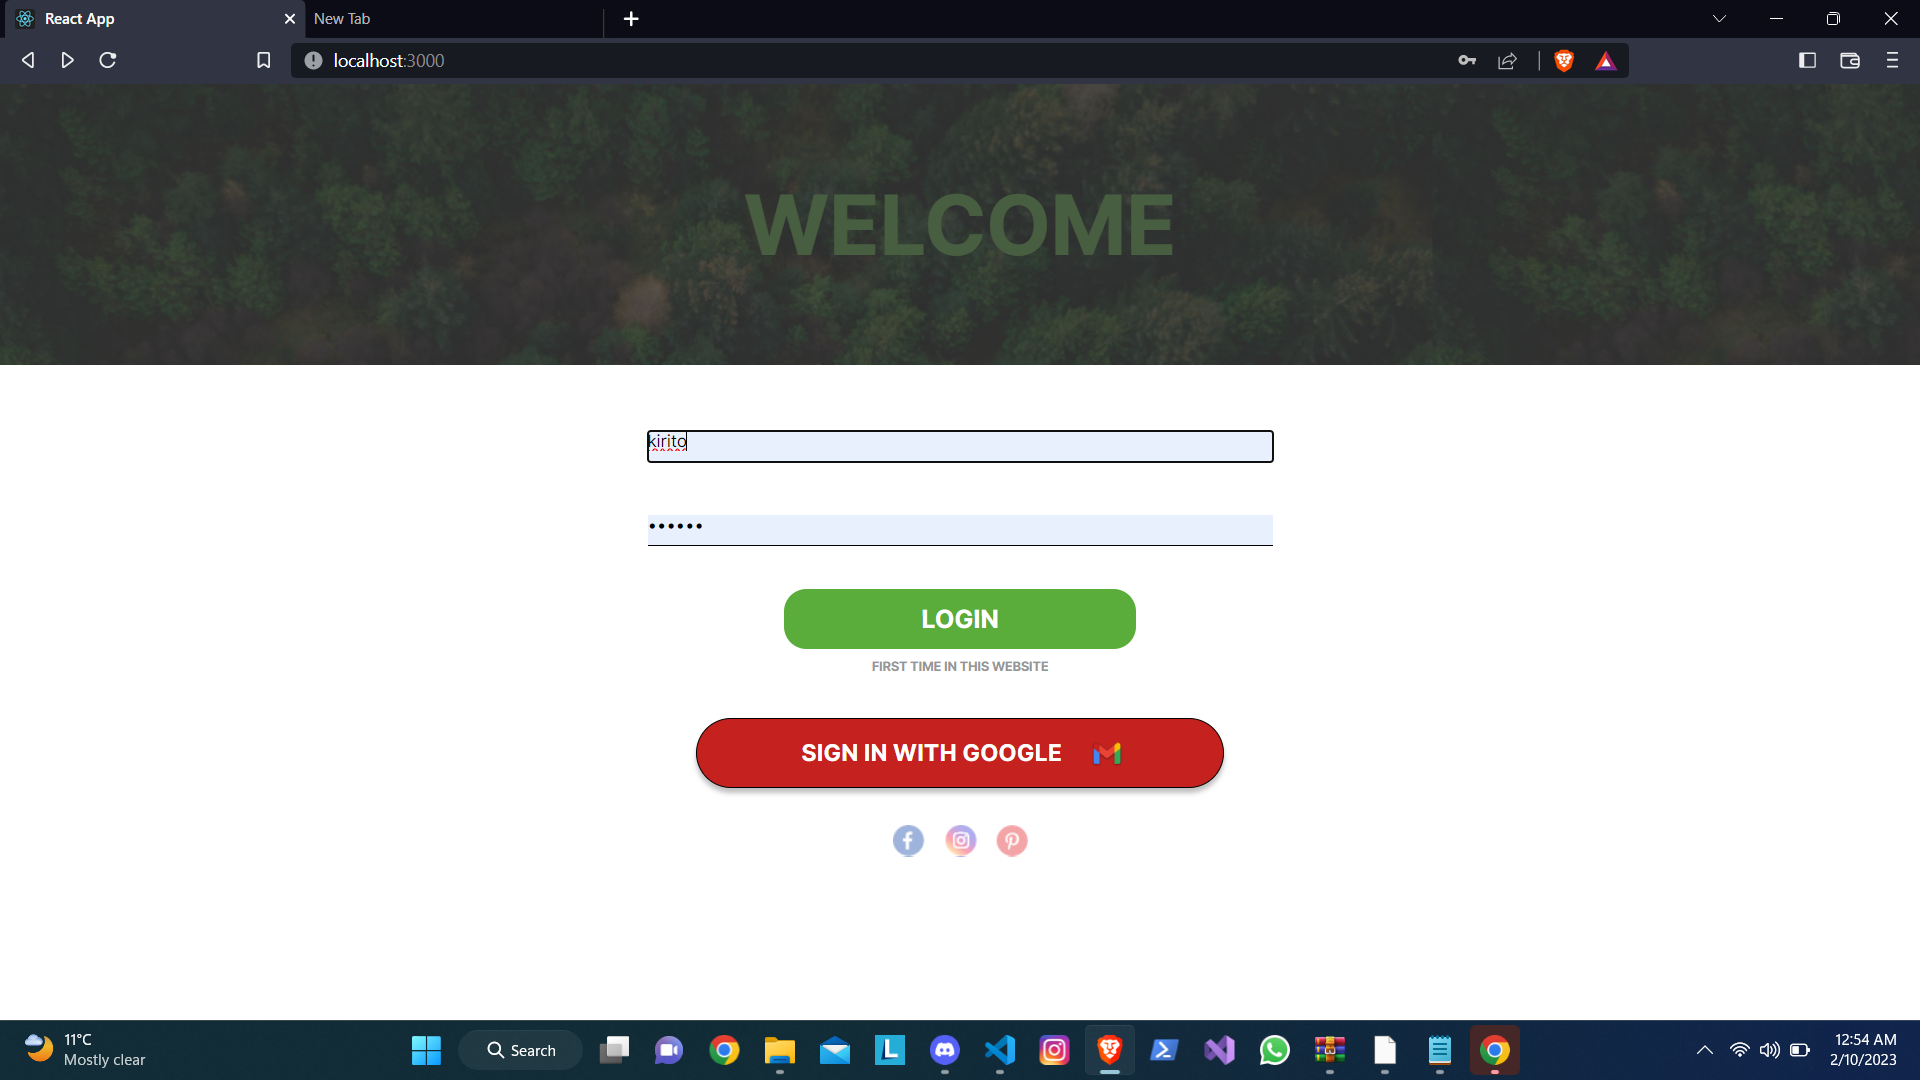 React App
New Tab
localhost:3000
WELCOME
kirito
••••••
LOGIN
FIRST TIME IN THIS WEBSITE
SIGN IN WITH GOOGLE
11°C
Mostly clear
Search
L
12:54 AM
2/10/2023